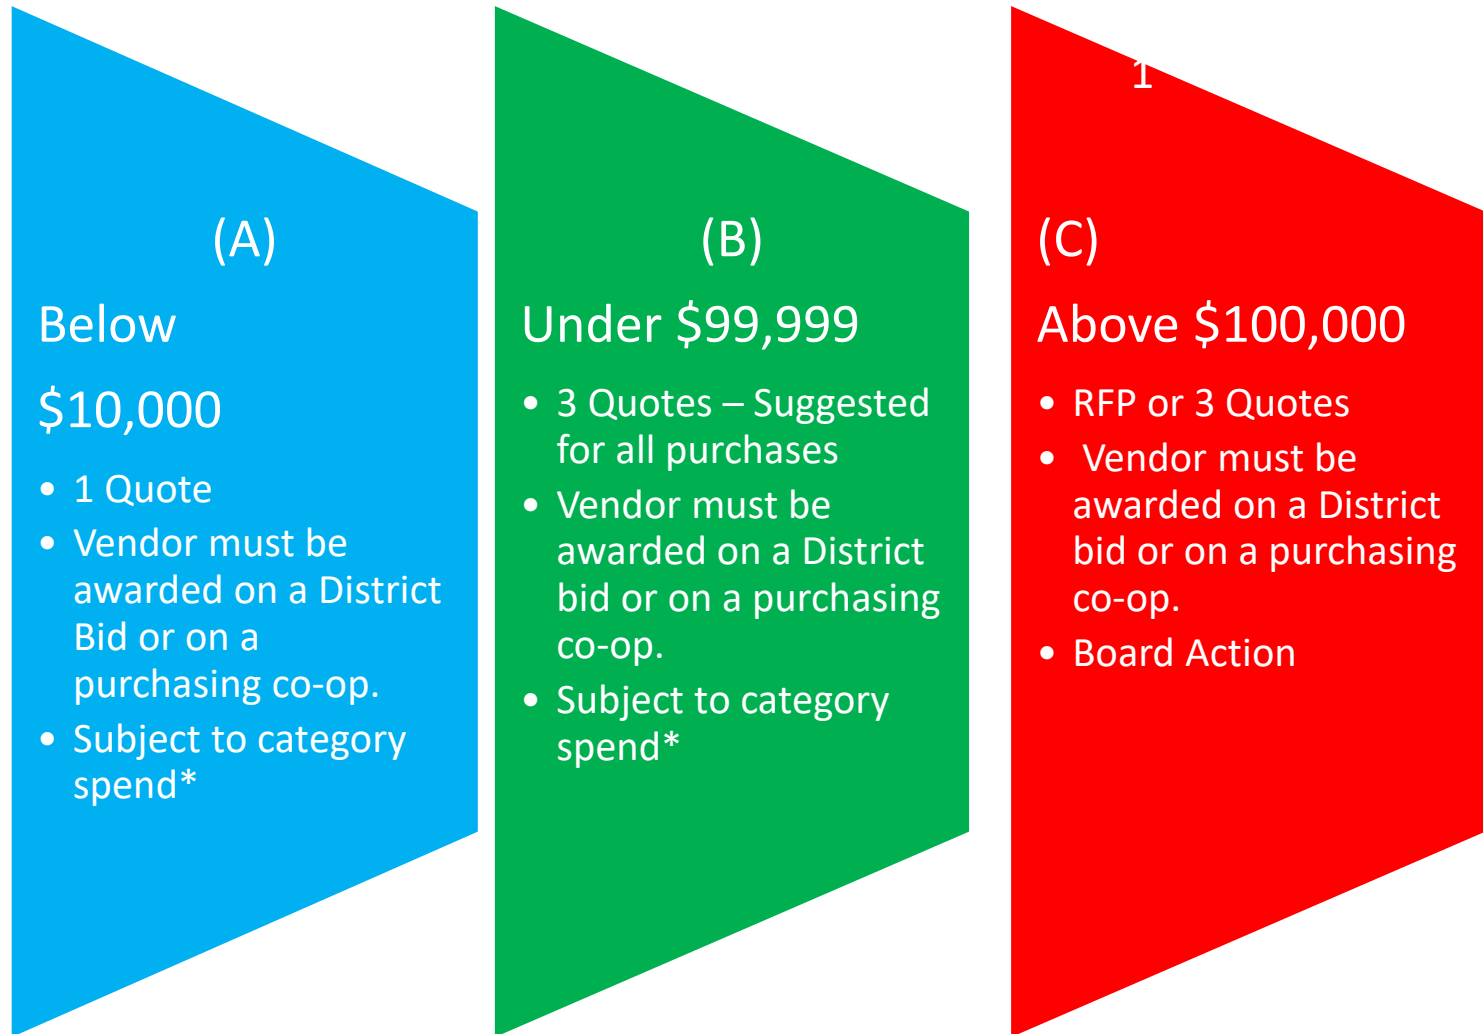 (A)
Below
$10,000
• 1 Quote
• Vendor must be
awarded on a District
Bid or on a
purchasing co-op.
• Subject to category
spend*
(B)
Under $99,999
• 3 Quotes – Suggested
for all purchases
• Vendor must be
awarded on a District
bid or on a purchasing
co-op.
• Subject to category
spend*
1
(C)
Above $100,000
• RFP or 3 Quotes
• Vendor must be
awarded on a District
bid or on a purchasing
co-op.
• Board Action